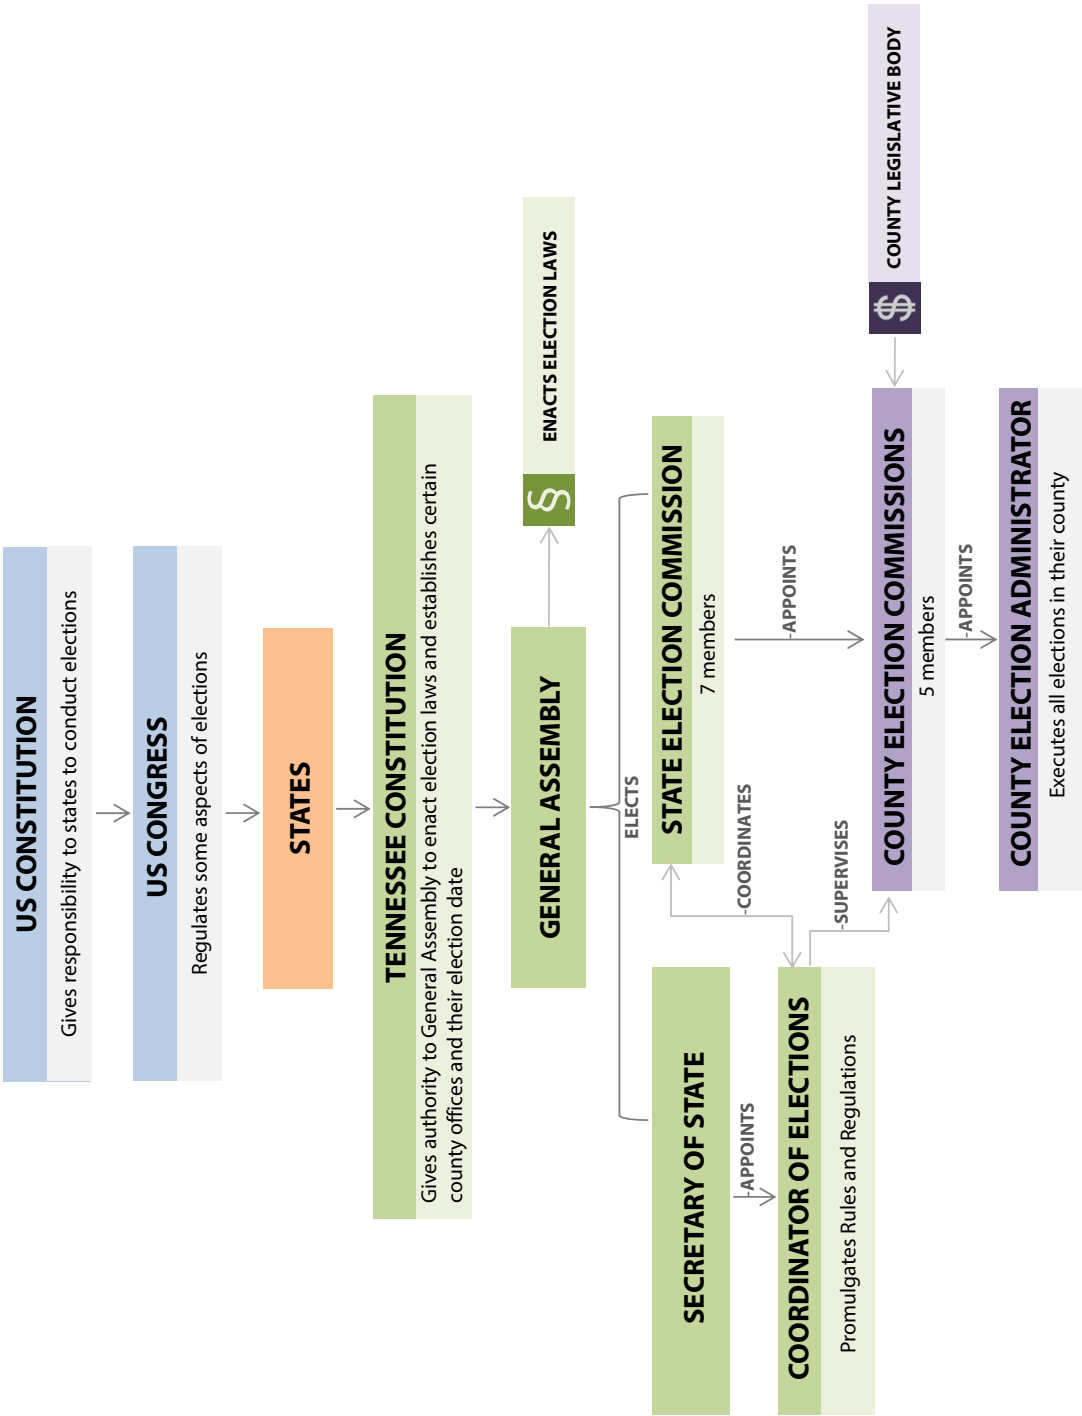 US CONSTITUTION
Gives responsibility to states to conduct elections
US CONGRESS
Regulates some aspects of elections
STATES
TENNESSEE CONSTITUTION
Gives authority to General Assembly to enact election laws and establishes certain
county offices and their election date
GENERAL ASSEMBLY
§
ENACTS ELECTION LAWS
ELECTS
SECRETARY OF STATE
STATE ELECTION COMMISSION
7 members
-APPOINTS
-COORDINATES
-APPOINTS
COORDINATOR OF ELECTIONS
Promulgates Rules and Regulations
-SUPERVISES
COUNTY ELECTION COMMISSIONS
5 members
$
COUNTY LEGISLATIVE BODY
-APPOINTS
COUNTY ELECTION ADMINISTRATOR
Executes all elections in their county